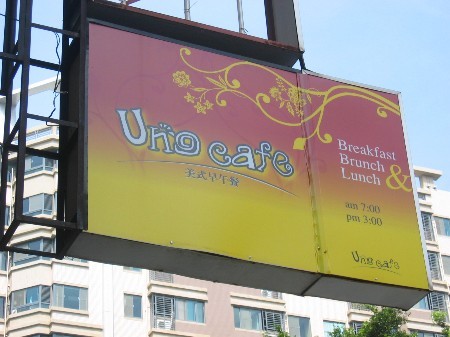 Uno cafe
美式早午餐
Breakfast
Brunch
Lunch &
am 7:00
pm 3:00
Uno cafe